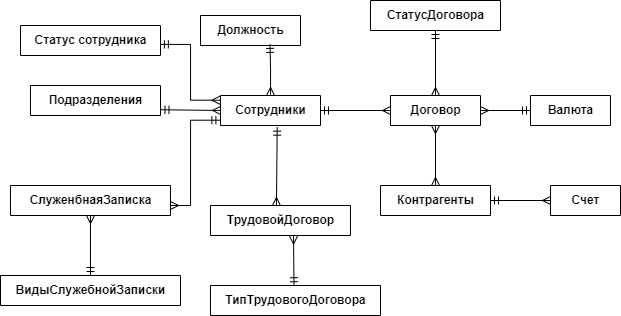 СтатусДоговора
Должность
Статус сотрудника
Подразделения
Сотрудники
Договор
Валюта
СлуженбнаяЗаписка
ТрудовойДоговор
Контрагенты
Счет
ВидыСлужебнойЗаписки
ТипТрудовогоДоговора